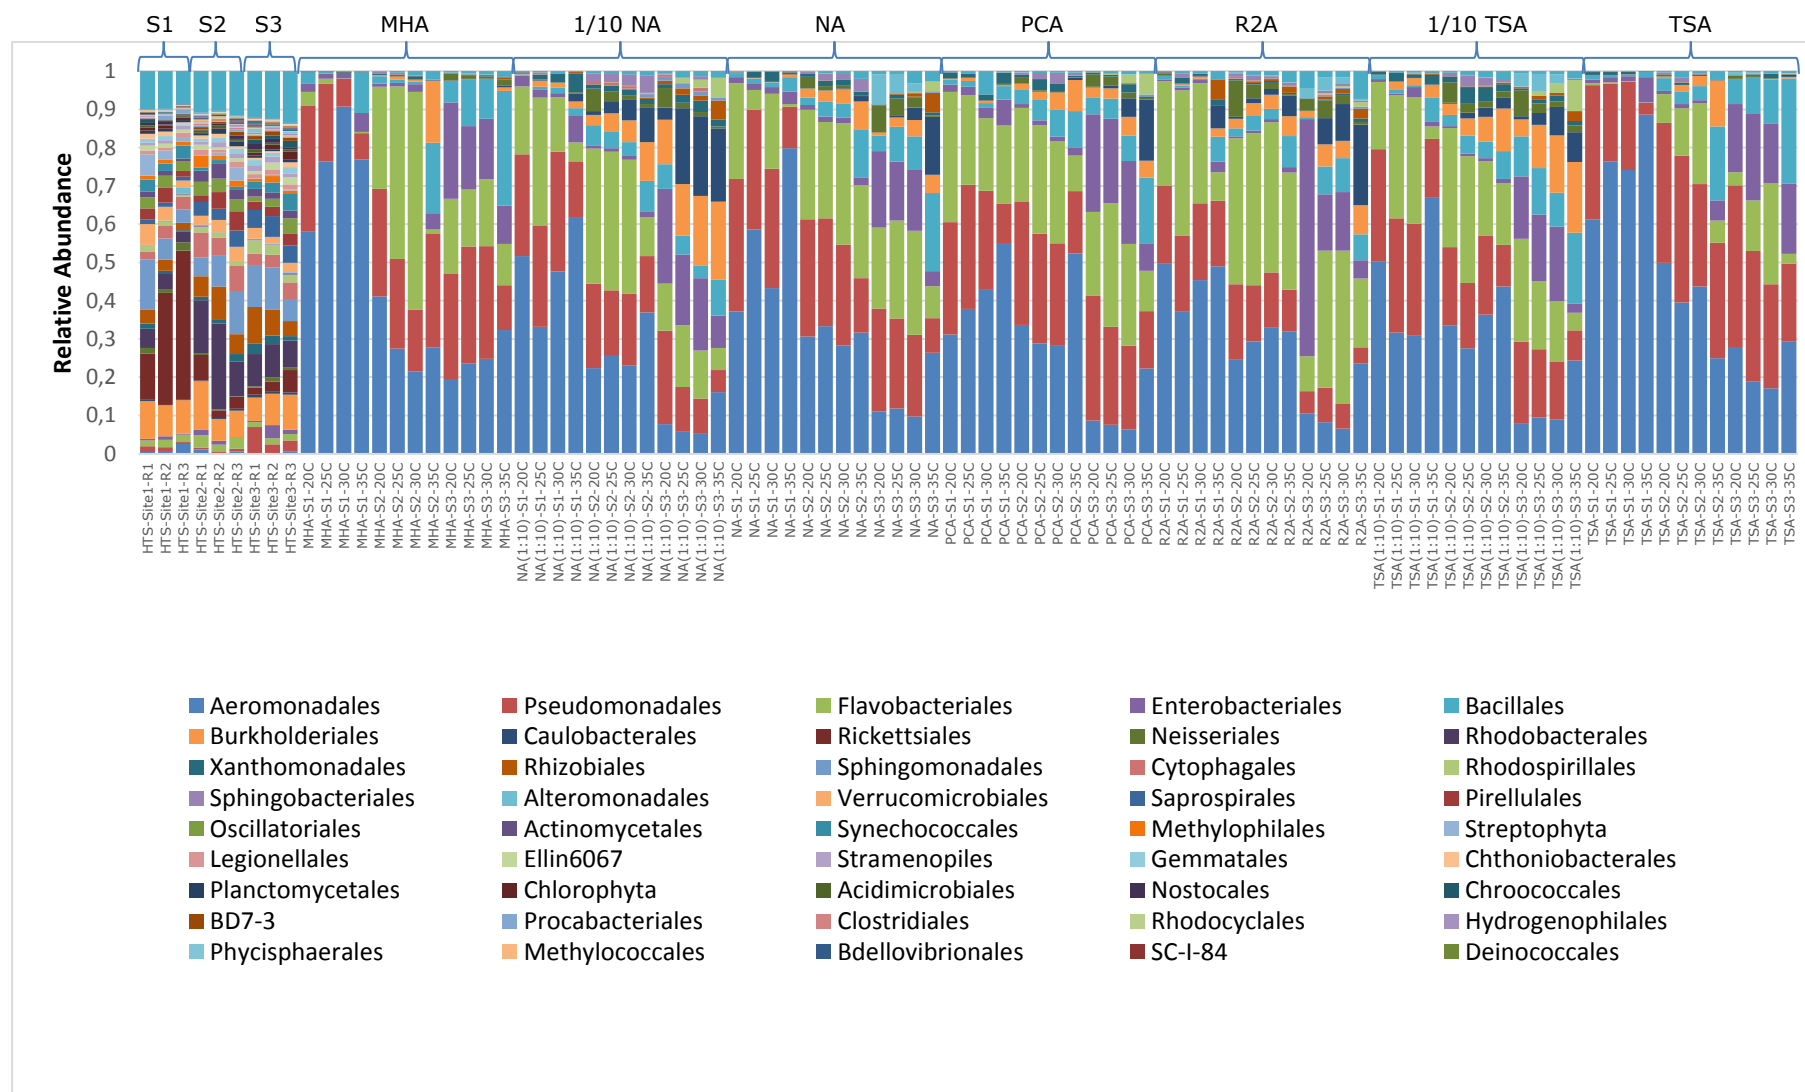 S1 S2 S3 MHA 1/10 NA NA PCA R2A 1/10 TSA TSA
Relative Abundance
1
0,9
0,8
0,7
0,6
0,5
0,4
0,3
0,2
0,1
0
HTS-Site1-R1
HTS-Site1-R2
HTS-Site1-R3
HTS-Site2-R1
HTS-Site2-R2
HTS-Site2-R3
HTS-Site3-R1
HTS-Site3-R2
HTS-Site3-R3
MHA-S1-20C
MHA-S1-25C
MHA-S1-30C
MHA-S1-35C
MHA-S2-20C
MHA-S2-25C
MHA-S2-30C
MHA-S2-35C
MHA-S3-20C
MHA-S3-25C
MHA-S3-30C
MHA-S3-35C
NA(1:10)-S1-20C
NA(1:10)-S1-25C
NA(1:10)-S1-30C
NA(1:10)-S1-35C
NA(1:10)-S2-20C
NA(1:10)-S2-25C
NA(1:10)-S2-30C
NA(1:10)-S2-35C
NA(1:10)-S3-20C
NA(1:10)-S3-25C
NA(1:10)-S3-30C
NA(1:10)-S3-35C
NA-S1-20C
NA-S1-25C
NA-S1-30C
NA-S1-35C
NA-S2-20C
NA-S2-25C
NA-S2-30C
NA-S2-35C
NA-S3-20C
NA-S3-25C
NA-S3-30C
NA-S3-35C
PCA-S1-20C
PCA-S1-25C
PCA-S1-30C
PCA-S1-35C
PCA-S2-20C
PCA-S2-25C
PCA-S2-30C
PCA-S2-35C
PCA-S3-20C
PCA-S3-25C
PCA-S3-30C
PCA-S3-35C
R2A-S1-20C
R2A-S1-25C
R2A-S1-30C
R2A-S1-35C
R2A-S2-20C
R2A-S2-25C
R2A-S2-30C
R2A-S2-35C
R2A-S3-20C
R2A-S3-25C
R2A-S3-30C
R2A-S3-35C
TSA(1:10)-S1-20C
TSA(1:10)-S1-25C
TSA(1:10)-S1-30C
TSA(1:10)-S1-35C
TSA(1:10)-S2-20C
TSA(1:10)-S2-25C
TSA(1:10)-S2-30C
TSA(1:10)-S2-35C
TSA(1:10)-S3-20C
TSA(1:10)-S3-25C
TSA(1:10)-S3-30C
TSA(1:10)-S3-35C
TSA-S1-20C
TSA-S1-25C
TSA-S1-30C
TSA-S1-35C
TSA-S2-20C
TSA-S2-25C
TSA-S2-30C
TSA-S2-35C
TSA-S3-20C
TSA-S3-25C
TSA-S3-30C
TSA-S3-35C
Aeromonadales Pseudomonadales Flavobacteriales Enterobacteriales Bacillales
Burkholderiales Caulobacterales Rickettsiales Neisseriales Rhodobacterales
Xanthomonadales Rhizobiales Sphingomonadales Cytophagales Rhodospirillales
Sphingobacteriales Alteromonadales Verrucomicrobiales Saprospirales Pirellulales
Oscillatoriales Actinomycetales Synechococcales Methylophilales Streptophyta
Legionellales Ellin6067 Stramenopiles Gemmatales Chthoniobacterales
Planctomycetales Chlorophyta Acidimicrobiales Nostocales Chroococcales
BD7-3 Procabacteriales Clostridiales Rhodocyclales Hydrogenophilales
Phycisphaerales Methylococcales Bdellovibrionales SC-I-84 Deinococcales